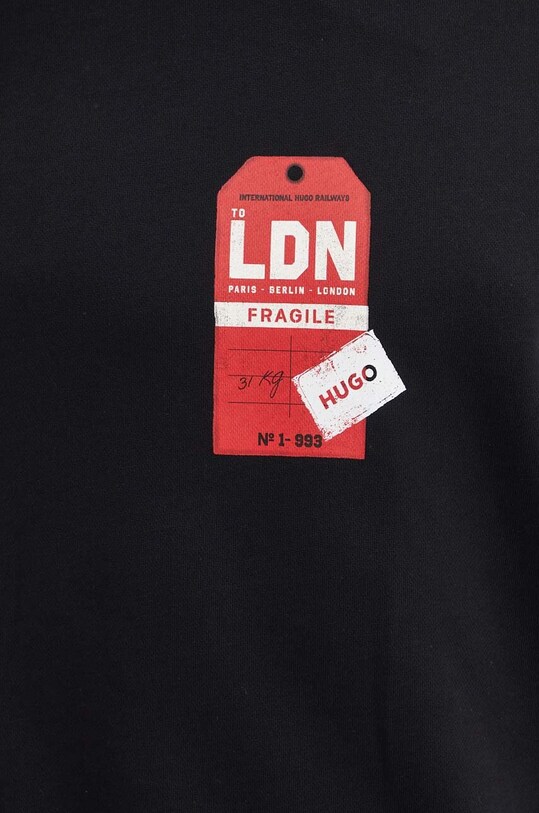 INTERNATIONAL HUGO RAILWAYS
TO
LDN
PARIS - BERLIN - LONDON
FRAGILE
31 KG
HUGO
Nº 1-993